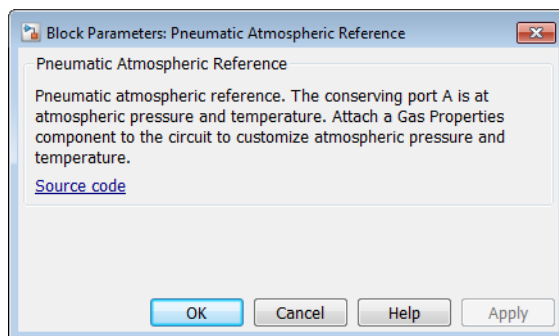 Block Parameters: Pneumatic Atmospheric Reference
Pneumatic Atmospheric Reference
Pneumatic atmospheric reference. The conserving port A is at
atmospheric pressure and temperature. Attach a Gas Properties
component to the circuit to customize atmospheric pressure and
temperature.
Source code
OK Cancel Help Apply